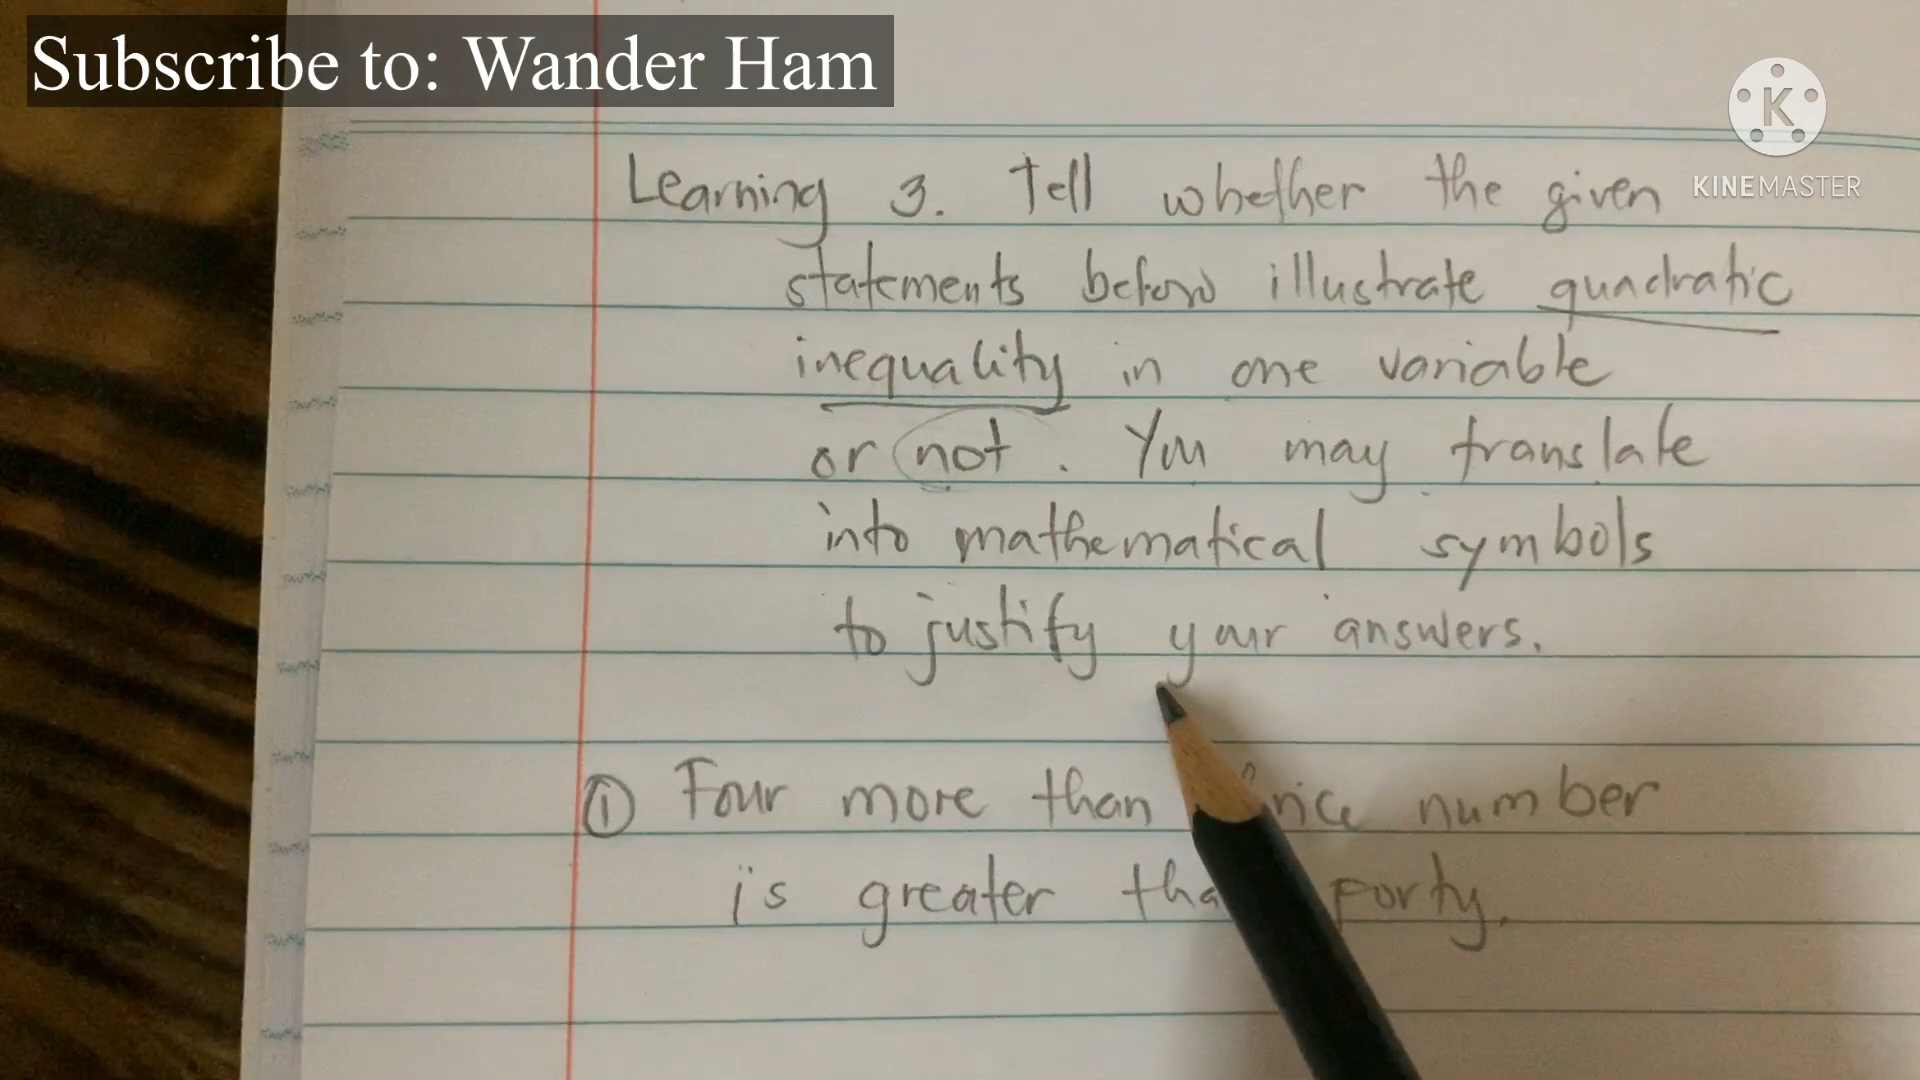 Subscribe to: Wander Ham
K
KINEMASTER
Learning 3. Tell whether the given
statements below illustrate quadratic
inequality in one variable
or not. You may translate
into mathematical symbols
to justify your answers.
① Four more than number
is greater porty.